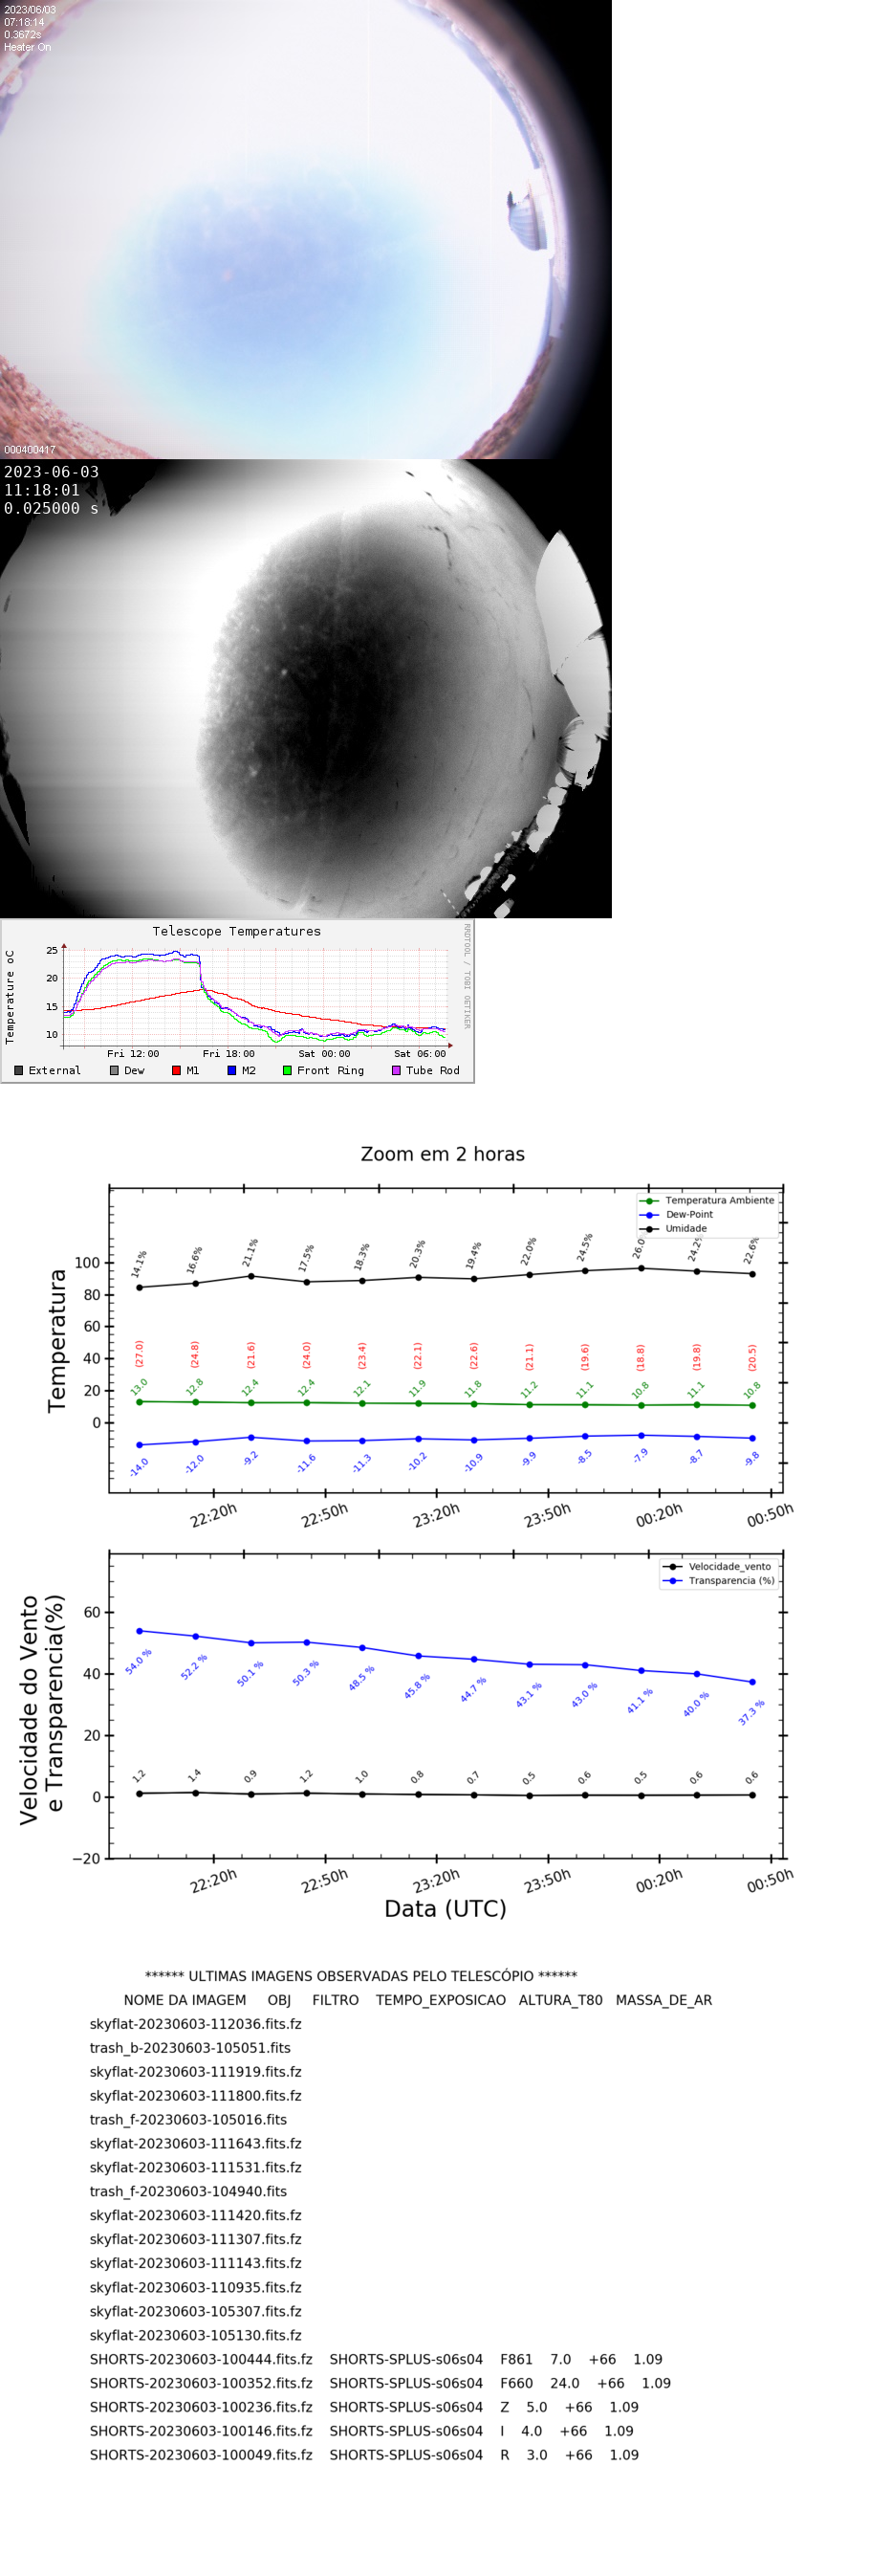 2023/06/03
07:18:14
0.3672s
Heater On
000400417
2023-06-03
11:18:01
0.025000 s
Telescope Temperatures
RRDTOOL / TOBI OETIKER
Temperature oC
25
20
15
10
Fri 12:00 Fri 18:00 Sat 00:00 Sat 06:00
External Dew M1 M2 Front Ring Tube Rod
Zoom em 2 horas
Temperatura Ambiente
Dew-Point
Umidade
Temperatura
100
80
60
40
20
0
14.1% 16.6% 21.1% 17.5% 18.3% 20.3% 19.4% 22.0% 24.5% 26.0 24.2% 22.6%
(27.0) (24.8) (21.6) (24.0) (23.4) (22.1) (22.6) (21.1) (19.6) (18.8) (19.8) (20.5)
13.0 12.8 12.4 12.4 12.1 11.9 11.8 11.2 11.1 10.8 11.1 10.8
-14.0 -12.0 -9.2 -11.6 -11.3 -10.2 -10.9 -9.9 -8.5 -7.9 -8.7 -9.8
22:20h 22:50h 23:20h 23:50h 00:20h 00:50h
Velocidade_vento
Transparencia (%)
Velocidade do Vento
e Transparencia(%)
60
40
20
0
−20
54.0 % 52.2 % 50.1 % 50.3 % 48.5 % 45.8 % 44.7 % 43.1 % 43.0 % 41.1 % 40.0 % 37.3 %
1.2 1.4 0.9 1.2 1.0 0.8 0.7 0.5 0.6 0.5 0.6 0.6
22:20h 22:50h 23:20h 23:50h 00:20h 00:50h
Data (UTC)
****** ULTIMAS IMAGENS OBSERVADAS PELO TELESCÓPIO ******
NOME DA IMAGEM OBJ FILTRO TEMPO_EXPOSICAO ALTURA_T80 MASSA_DE_AR
skyflat-20230603-112036.fits.fz
trash_b-20230603-105051.fits
skyflat-20230603-111919.fits.fz
skyflat-20230603-111800.fits.fz
trash_f-20230603-105016.fits
skyflat-20230603-111643.fits.fz
skyflat-20230603-111531.fits.fz
trash_f-20230603-104940.fits
skyflat-20230603-111420.fits.fz
skyflat-20230603-111307.fits.fz
skyflat-20230603-111143.fits.fz
skyflat-20230603-110935.fits.fz
skyflat-20230603-105307.fits.fz
skyflat-20230603-105130.fits.fz
SHORTS-20230603-100444.fits.fz SHORTS-SPLUS-s06s04 F861 7.0 +66 1.09
SHORTS-20230603-100352.fits.fz SHORTS-SPLUS-s06s04 F660 24.0 +66 1.09
SHORTS-20230603-100236.fits.fz SHORTS-SPLUS-s06s04 Z 5.0 +66 1.09
SHORTS-20230603-100146.fits.fz SHORTS-SPLUS-s06s04 I 4.0 +66 1.09
SHORTS-20230603-100049.fits.fz SHORTS-SPLUS-s06s04 R 3.0 +66 1.09